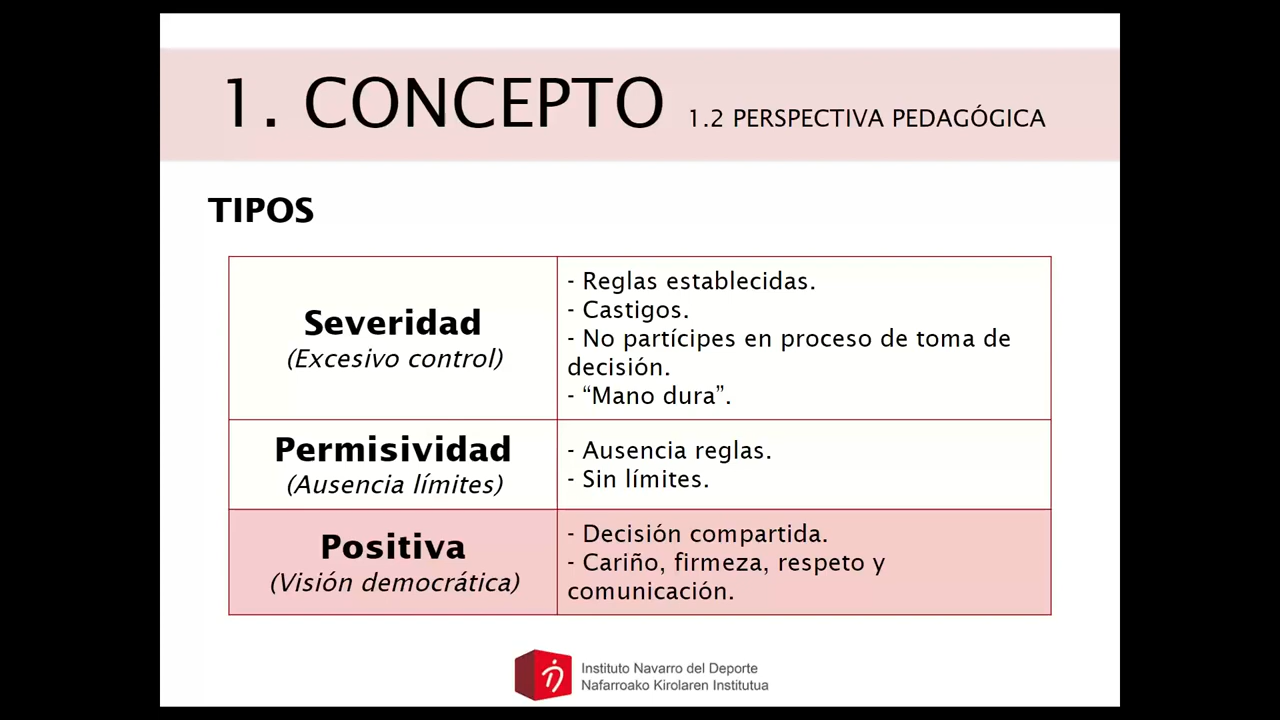 1. CONCEPTO 1.2 PERSPECTIVA PEDAGÓGICA
TIPOS
Severidad
(Excesivo control)
- Reglas establecidas.
- Castigos.
- No partícipes en proceso de toma de
decisión.
- “Mano dura”.
Permisividad
(Ausencia límites)
- Ausencia reglas.
- Sin límites.
Positiva
(Visión democrática)
- Decisión compartida.
- Cariño, firmeza, respeto y
comunicación.
Instituto Navarro del Deporte
Nafarroako Kirolaren Institutua